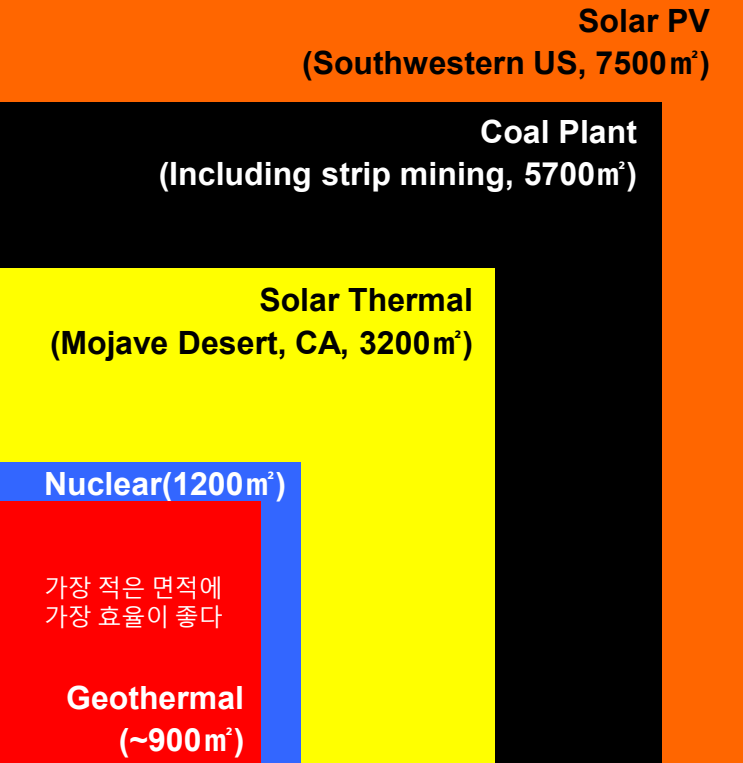 Solar PV
(Southwestern US, 7500㎡)
Coal Plant
(Including strip mining, 5700㎡)
Solar Thermal
(Mojave Desert, CA, 3200㎡)
Nuclear(1200㎡)
가장 적은 면적에
가장 효율이 좋다
Geothermal
(~900㎡)